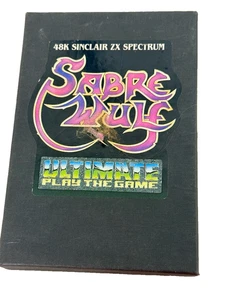 48K SINCLAIR ZX SPECTRUM
SABRE
WULF
ULTIMATE
PLAY THE GAME